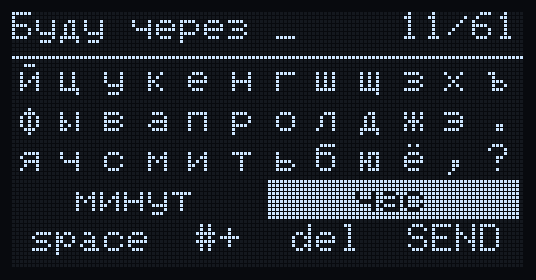 Буду через _ 11/61
й ц у к е н г ш щ з х ъ
ф ы в а п р о л д ж э .
я ч с м и т ь б ю ё , ?
минут час
space #+ del SEND